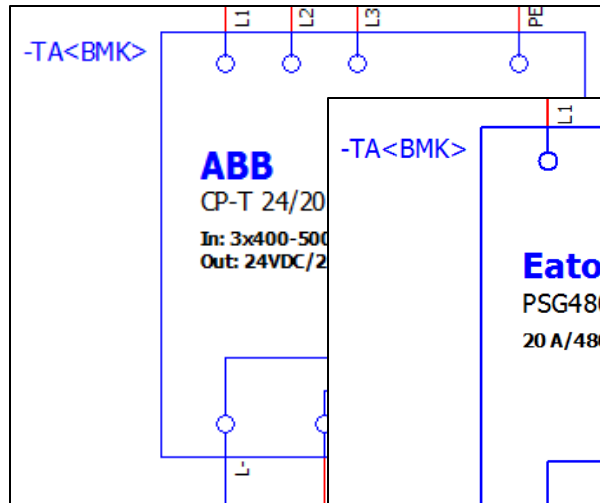 L1
L2
L3
PE
-TA<BMK>
ABB
CP-T 24/20
In: 3x400-500
Out: 24VDC/2
L-
L1
-TA<BMK>
Eato
PSG480
20 A/480